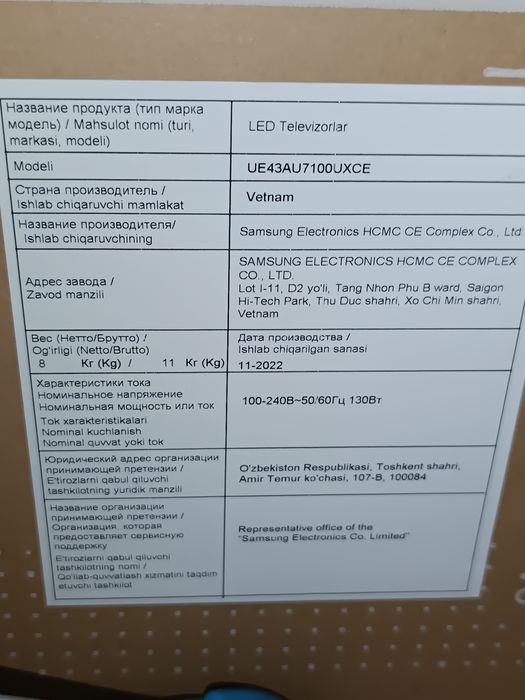 Название продукта (тип марка
модель) / Mahsulot nomi (turi,
markasi, modeli)
LED Televizorlar
Modeli
UE43AU7100UXCE
Страна производитель /
Ishlab chiqaruvchi mamlakat
Vetnam
Название производителя/
Ishlab chiqaruvchining
Samsung Electronics HCMC CE Complex Co., Ltd
Адрес завода /
Zavod manzili
SAMSUNG ELECTRONICS HCMC CE COMPLEX
CO., LTD.
Lot I-11, D2 yo'li, Tang Nhon Phu B ward, Saigon
Hi-Tech Park, Thu Duc shahri, Xo Chi Min shahri,
Vetnam
Вес (Нетто/Брутто) /
Og'irligi (Netto/Brutto)
8 Кг (Kg) / 11 Кг (Kg)
Дата производства /
Ishlab chiqarilgan sanasi
11-2022
Характеристики тока
Номинальное напряжение
Номинальная мощность или ток
Tok xarakteristikalari
Nominal kuchlanish
Nominal quvvat yoki tok
100-240В~50/60Гц 130Вт
Юридический адрес организации
принимающей претензии /
E'tirozlarni qabul qiluvchi
tashkilotning yuridik manzili
O'zbekiston Respublikasi, Toshkent shahri,
Amir Temur ko'chasi, 107-B, 100084
Название организации
принимающей претензии /
Организация, которая
предоставляет сервисную
поддержку
E'tirozlarni qabul qiluvchi
tashkilotning nomi /
Qo'llab-quvvatlash xizmatini taqdim
etuvchi tashkilot
Representative office of the
"Samsung Electronics Co. Limited"